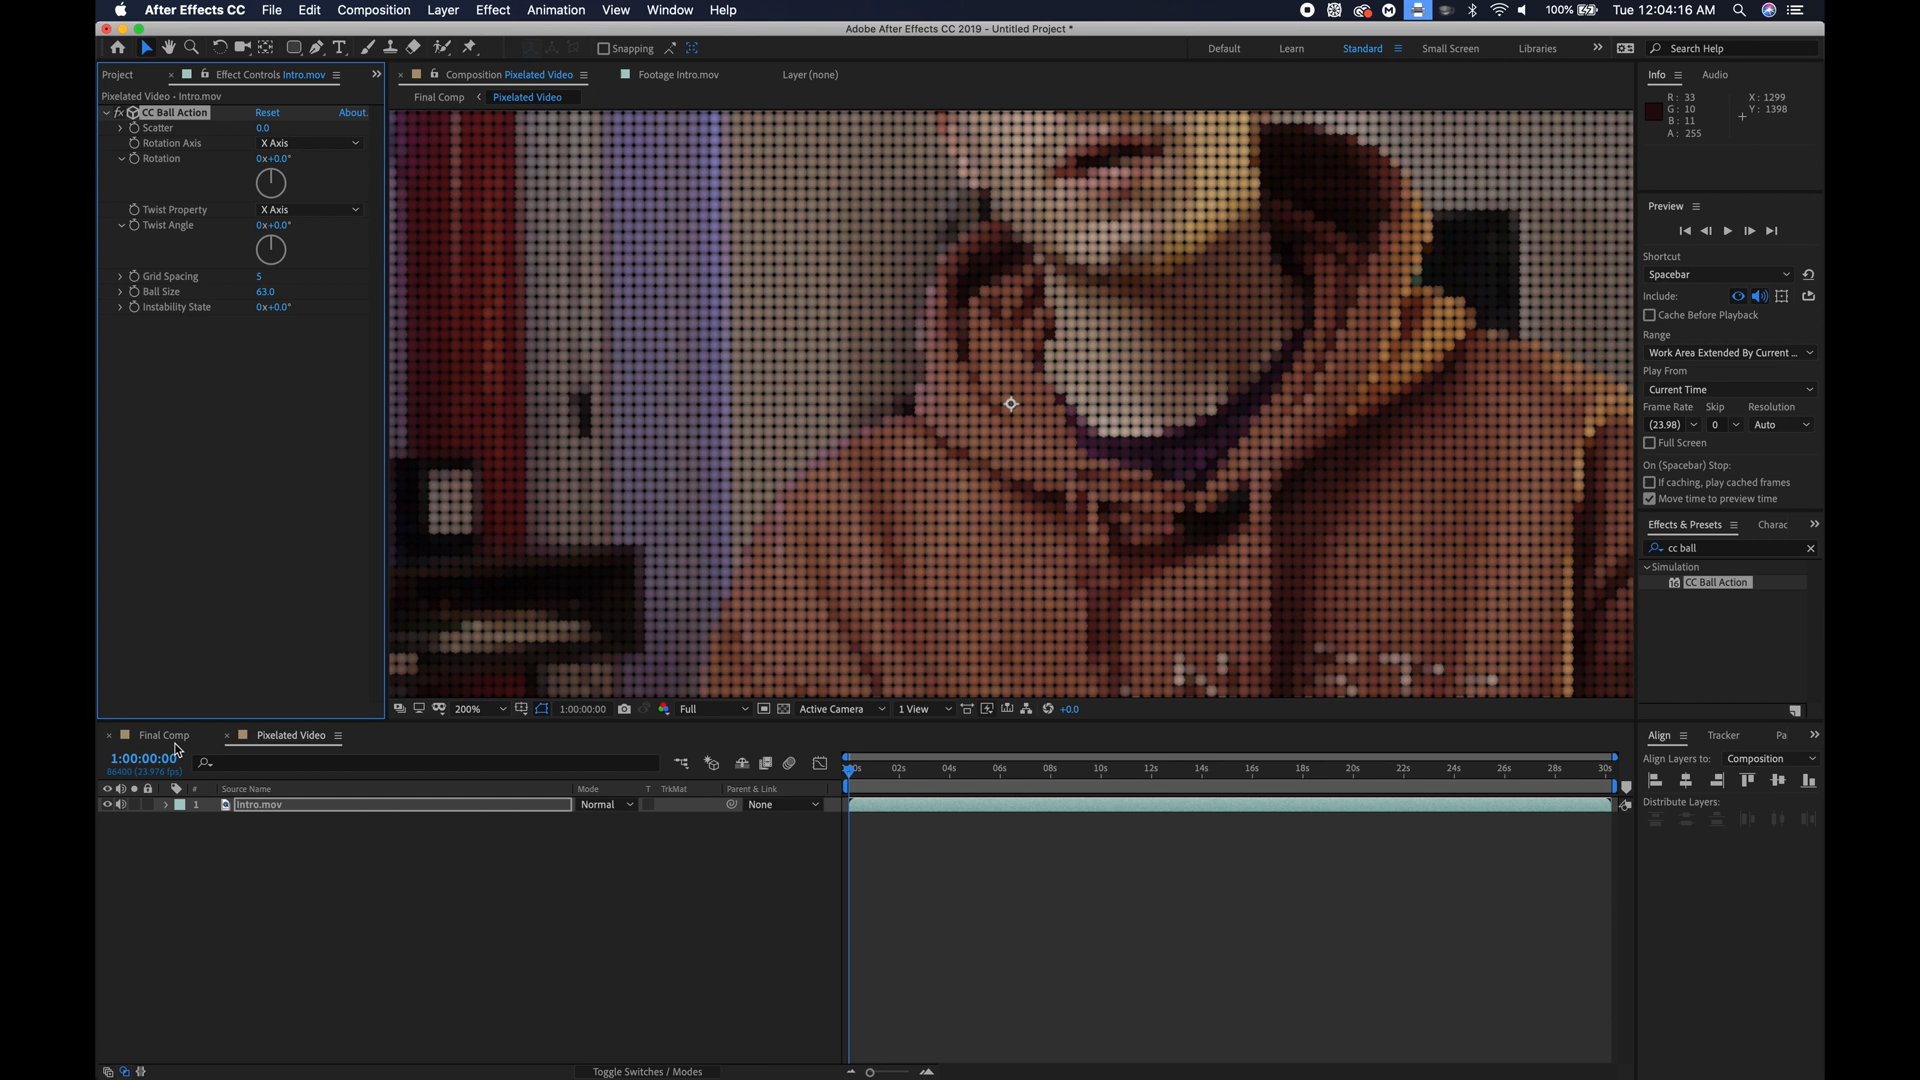 After Effects CC File Edit Composition Layer Effect Animation View Window Help 100% Tue 12:04:16 AM
Adobe After Effects CC 2019 - Untitled Project *
Snapping Default Learn Standard Small Screen Libraries Search Help
Project Effect Controls Intro.mov Composition Pixelated Video Footage Intro.mov Layer (none) Info Audio
Pixelated Video • Intro.mov Final Comp Pixelated Video
CC Ball Action Reset About.
Scatter 0.0
Rotation Axis X Axis
Rotation 0x+0.0°
Twist Property X Axis
Twist Angle 0x+0.0°
Grid Spacing 5
Ball Size 63.0
Instability State 0x+0.0°
200% 1:00:00:00 Full Active Camera 1 View +0.0
R: 33 X: 1299
G: 10 Y: 1398
B: 11
A: 255
Preview
Shortcut
Spacebar
Include:
Cache Before Playback
Range
Work Area Extended By Current ...
Play From
Current Time
Frame Rate Skip Resolution
(23.98) 0 Auto
Full Screen
On (Spacebar) Stop:
If caching, play cached frames
Move time to preview time
Effects & Presets Charac
cc ball
Simulation
CC Ball Action
Final Comp Pixelated Video
1:00:00:00
86400 (23.976 fps)
# Source Name Mode T TrkMat Parent & Link
1 Intro.mov Normal None
02s 04s 06s 08s 10s 12s 14s 16s 18s 20s 22s 24s 26s 28s 30s
Toggle Switches / Modes
Align Tracker Pa
Align Layers to: Composition
Distribute Layers: